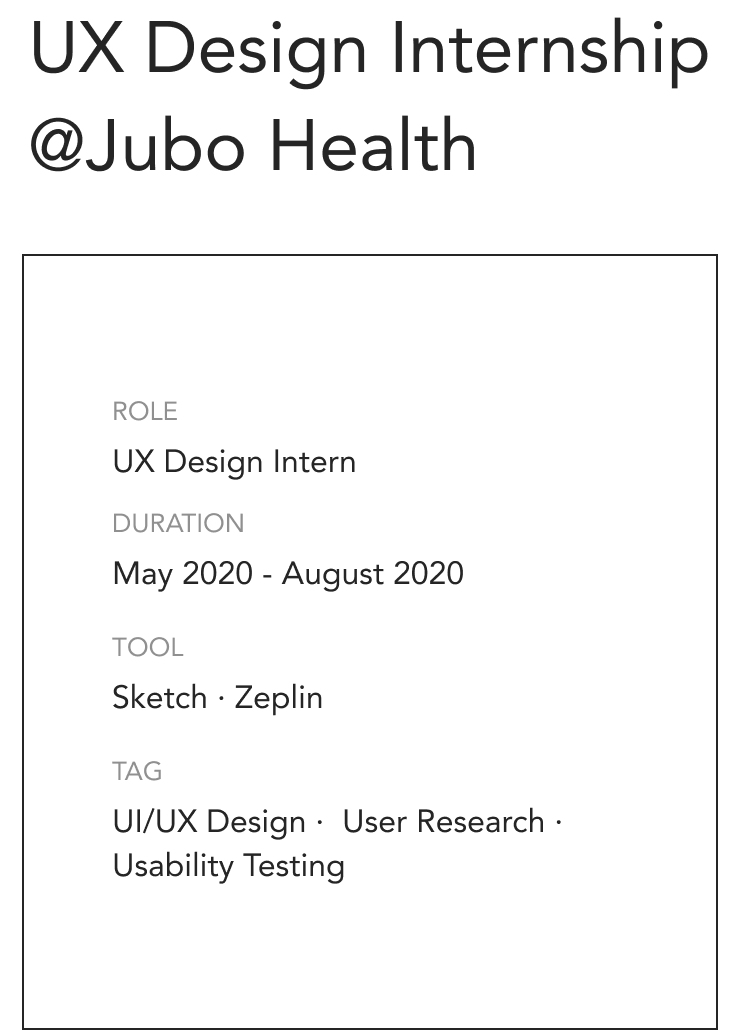 UX Design Internship
@Jubo Health
ROLE
UX Design Intern
DURATION
May 2020 - August 2020
TOOL
Sketch · Zeplin
TAG
UI/UX Design ·  User Research ·
Usability Testing